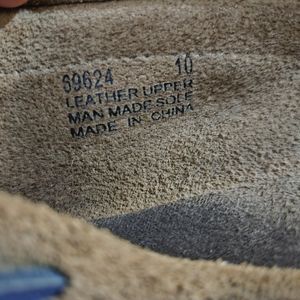 69624 10
LEATHER UPPER
MAN MADE SOLE
MADE IN CHINA